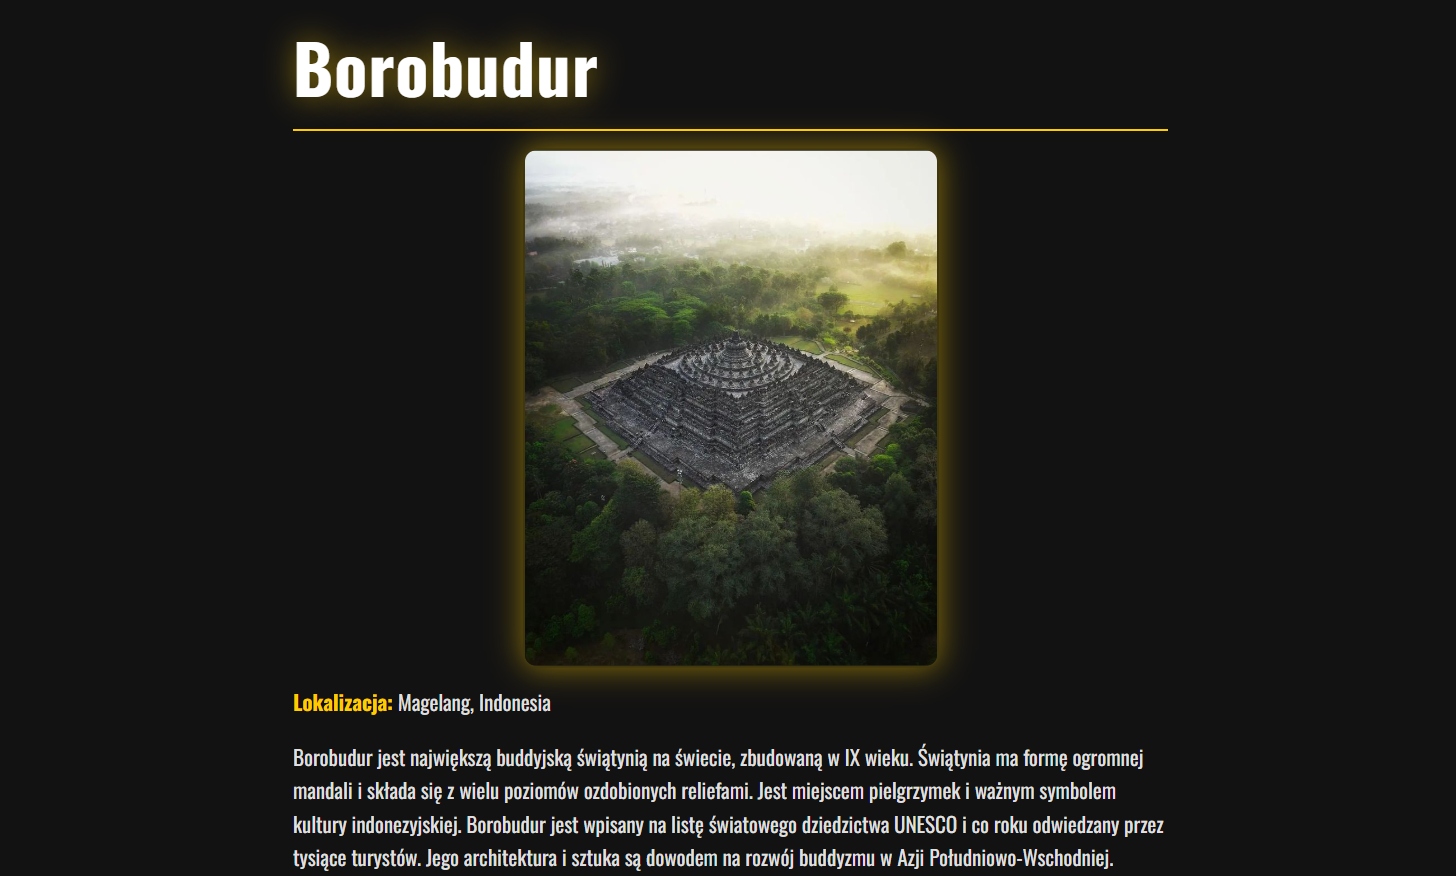 Borobudur
Lokalizacja: Magelang, Indonesia
Borobudur jest największą buddyjską świątynią na świecie, zbudowaną w IX wieku. Świątynia ma formę ogromnej
mandali i składa się z wielu poziomów ozdobionych reliefami. Jest miejscem pielgrzymek i ważnym symbolem
kultury indonezyjskiej. Borobudur jest wpisany na listę światowego dziedzictwa UNESCO i co roku odwiedzany przez
tysiące turystów. Jego architektura i sztuka są dowodem na rozwój buddyzmu w Azji Południowo-Wschodniej.